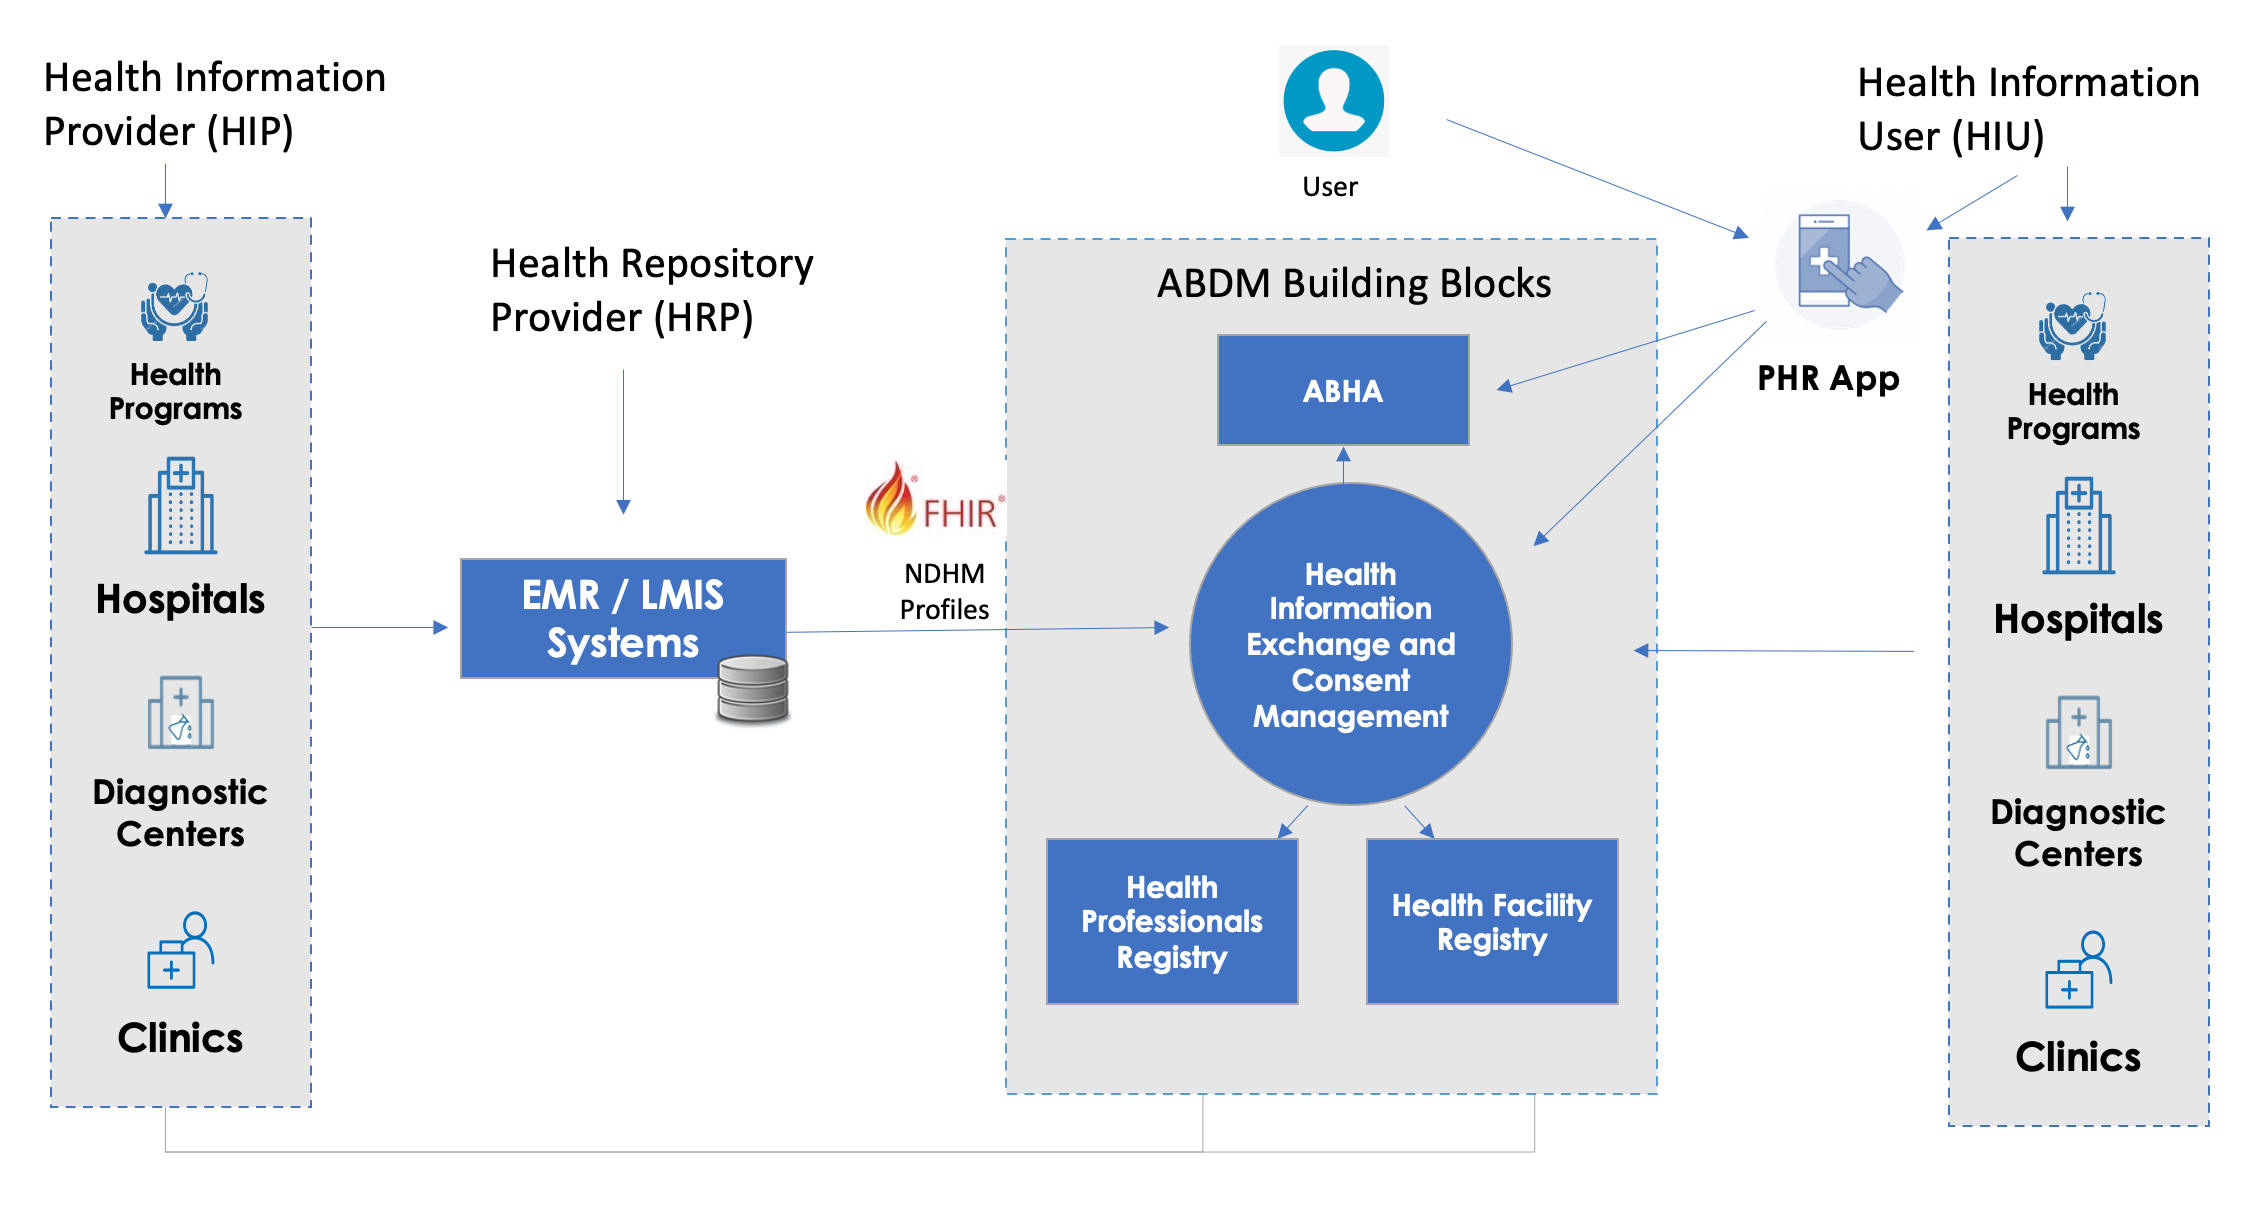 Health Information
Provider (HIP)
Health
Programs
Hospitals
Diagnostic
Centers
Clinics
Health Repository
Provider (HRP)
EMR / LMIS
Systems
FHIR®
NDHM
Profiles
User
ABDM Building Blocks
ABHA
Health
Information
Exchange and
Consent
Management
Health
Professionals
Registry
Health Facility
Registry
PHR App
Health Information
User (HIU)
Health
Programs
Hospitals
Diagnostic
Centers
Clinics